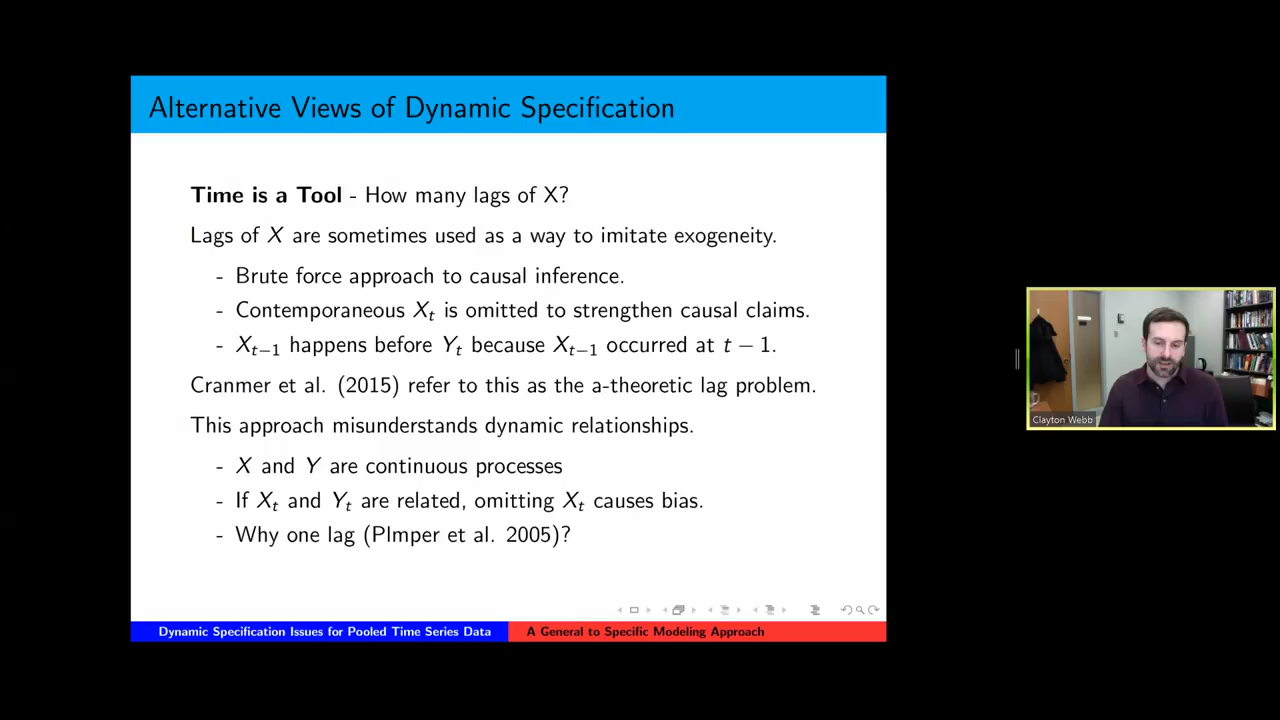 Alternative Views of Dynamic Specification
Time is a Tool - How many lags of X?
Lags of X are sometimes used as a way to imitate exogeneity.
- Brute force approach to causal inference.
- Contemporaneous Xₜ is omitted to strengthen causal claims.
- Xₜ₋₁ happens before Yₜ because Xₜ₋₁ occurred at t − 1.
Cranmer et al. (2015) refer to this as the a-theoretic lag problem.
This approach misunderstands dynamic relationships.
- X and Y are continuous processes
- If Xₜ and Yₜ are related, omitting Xₜ causes bias.
- Why one lag (Plmper et al. 2005)?
Dynamic Specification Issues for Pooled Time Series Data
A General to Specific Modeling Approach
Clayton Webb